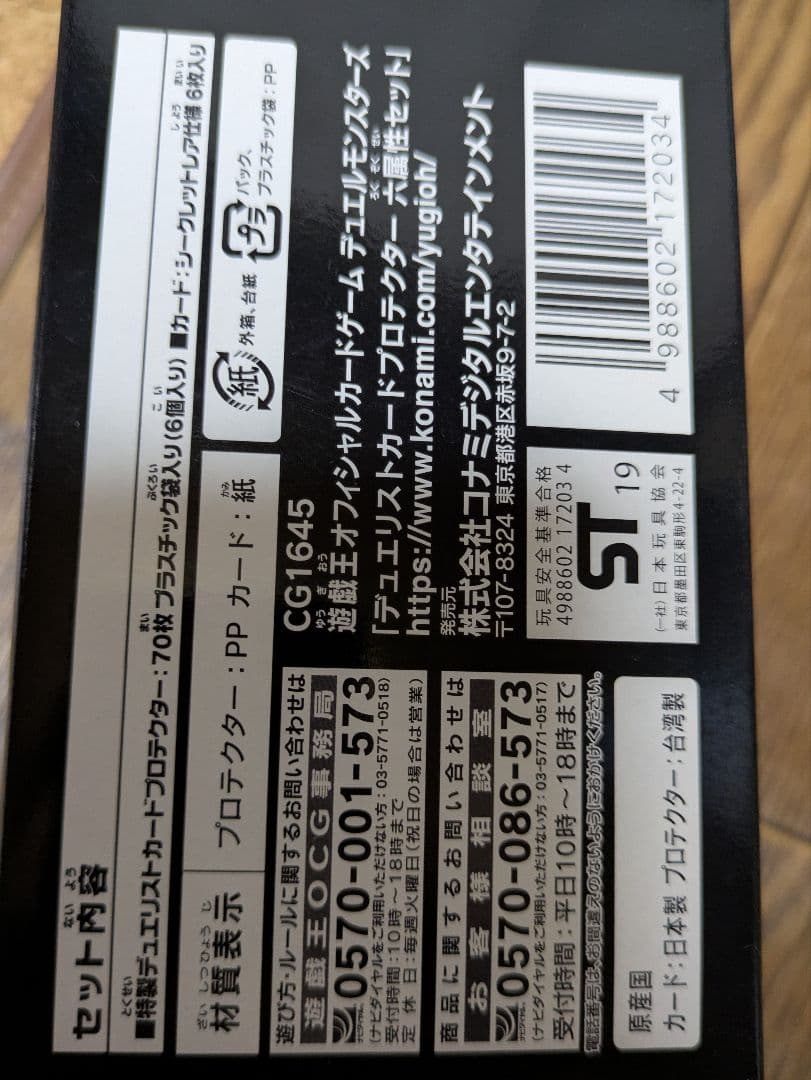 セット内容
■特製デュエリストカードプロテクター：70枚 プラスチック袋入り(6個入り) ■カード：シークレットレア仕様 6枚入り
材質表示
プロテクター：PP カード：紙
紙
外箱、台紙
プラ
パック、
プラスチック袋：PP
遊び方・ルールに関するお問い合わせは
遊戯王OCG事務局
ナビダイヤル
0570-001-573
(ナビダイヤルをご利用いただけない方：03-5771-0518)
受付時間：10時～18時まで
定 休 日：毎週火曜日(祝日の場合は営業)
商品に関するお問い合わせは
お客様相談室
ナビダイヤル
0570-086-573
(ナビダイヤルをご利用いただけない方：03-5771-0517)
受付時間：平日10時～18時まで
電話番号は、お間違えのないようにおかけください。
原産国
カード：日本製 プロテクター：台湾製
CG1645
遊戯王オフィシャルカードゲーム デュエルモンスターズ
「デュエリストカードプロテクター 六属性セット」
https://www.konami.com/yugioh/
発売元
株式会社コナミデジタルエンタテインメント
〒107-8324 東京都港区赤坂9-7-2
玩具安全基準合格
4988602 17203 4
ST 19
(一社) 日本玩具協会
東京都墨田区東駒形4-22-4
4 988602 172034